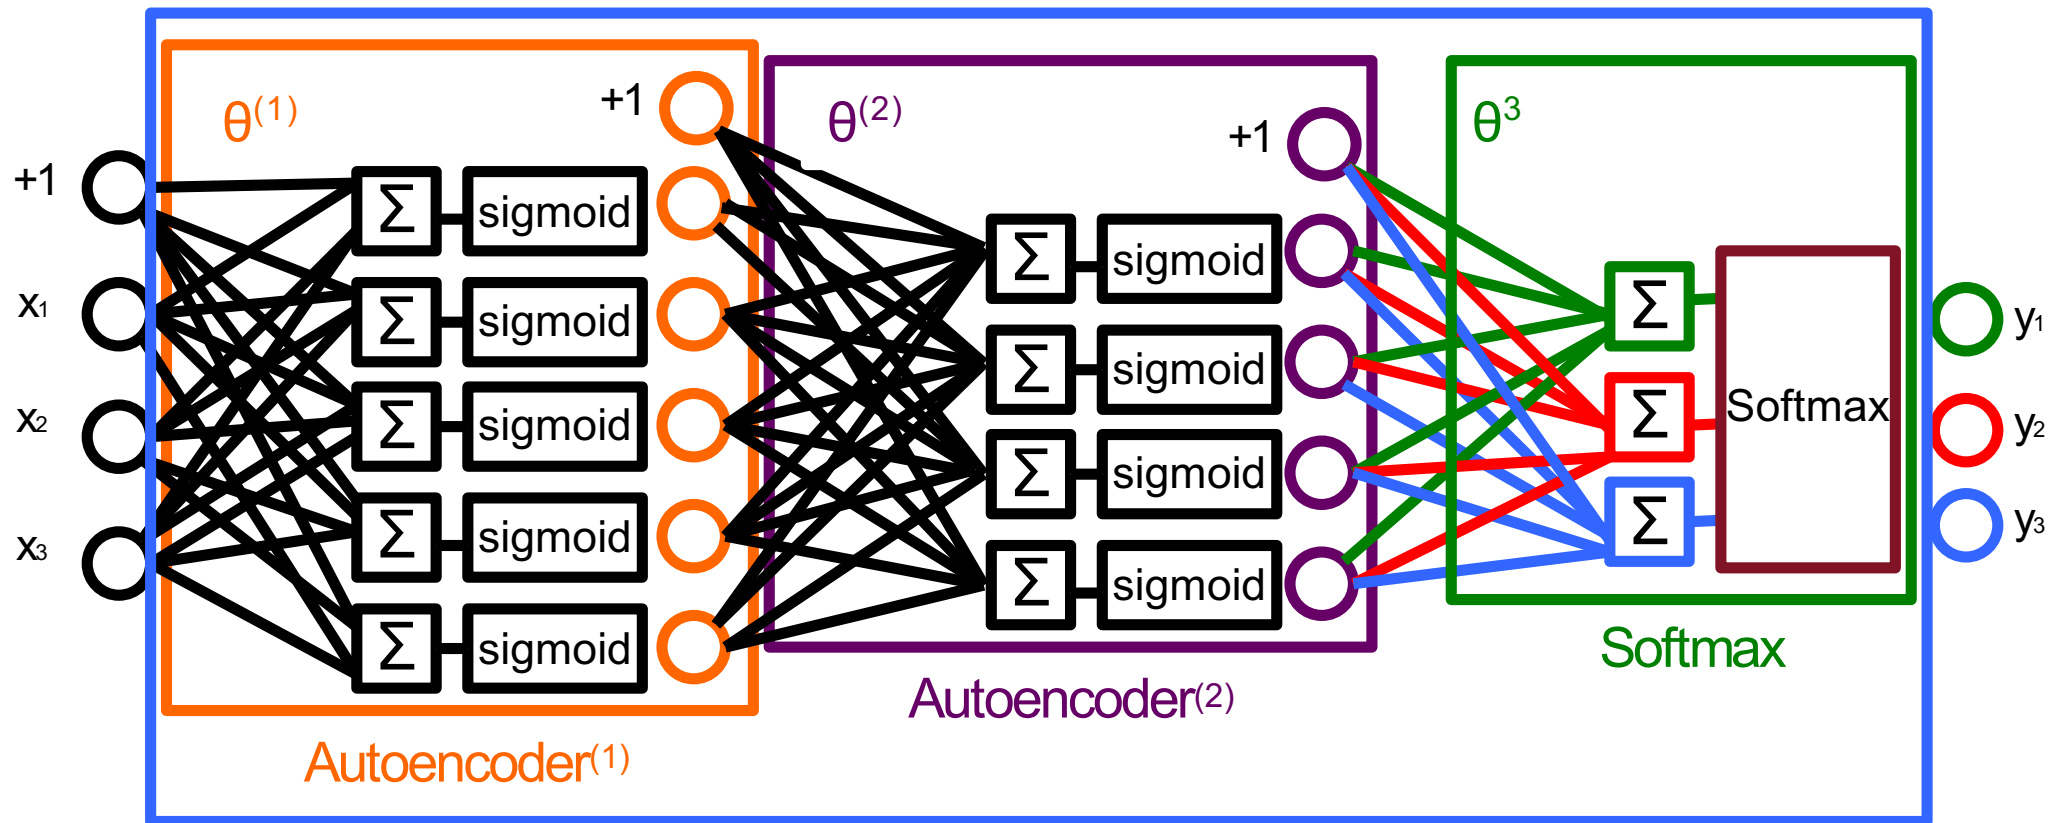 θ(1)
+1
θ(2)
+1
θ3
+1
x1
x2
x3
Σ
sigmoid
Σ
sigmoid
Σ
sigmoid
Σ
sigmoid
Σ
sigmoid
Σ
sigmoid
Σ
sigmoid
Σ
sigmoid
Σ
sigmoid
Σ
Σ
Σ
Softmax
y1
y2
y3
Autoencoder(1)
Autoencoder(2)
Softmax